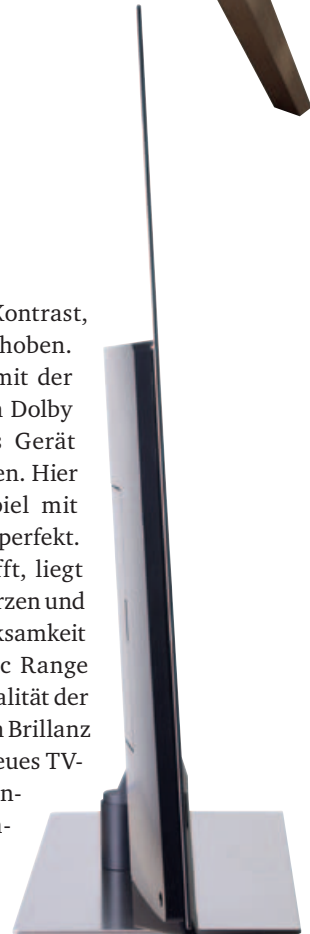 Kontrast,
hoben.
mit der
Dolby
Gerät
en. Hier
piel mit
perfekt.
fft, liegt
rzen und
ksamkeit
c Range
alität der
Brillanz
eues TV-
n-
n-